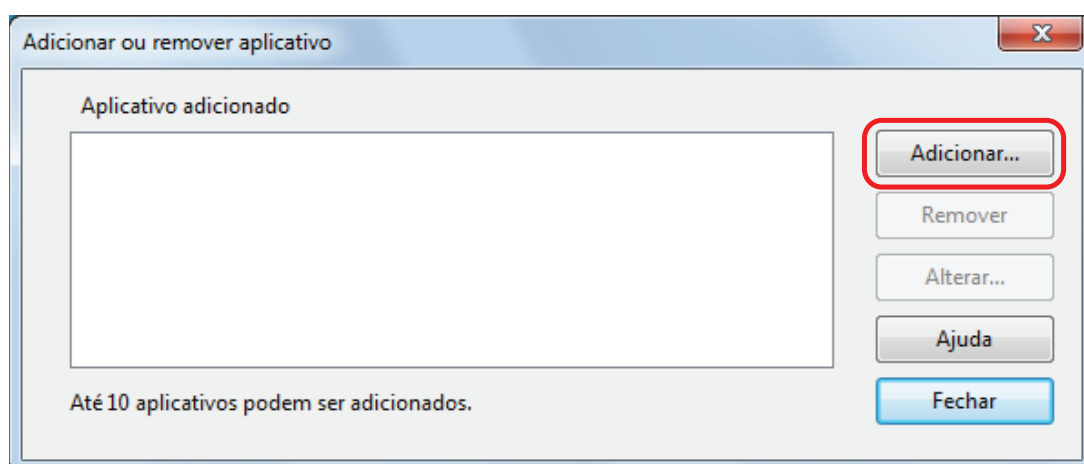 Adicionar ou remover aplicativo
Aplicativo adicionado
Adicionar...
Remover
Alterar...
Ajuda
Até 10 aplicativos podem ser adicionados.
Fechar